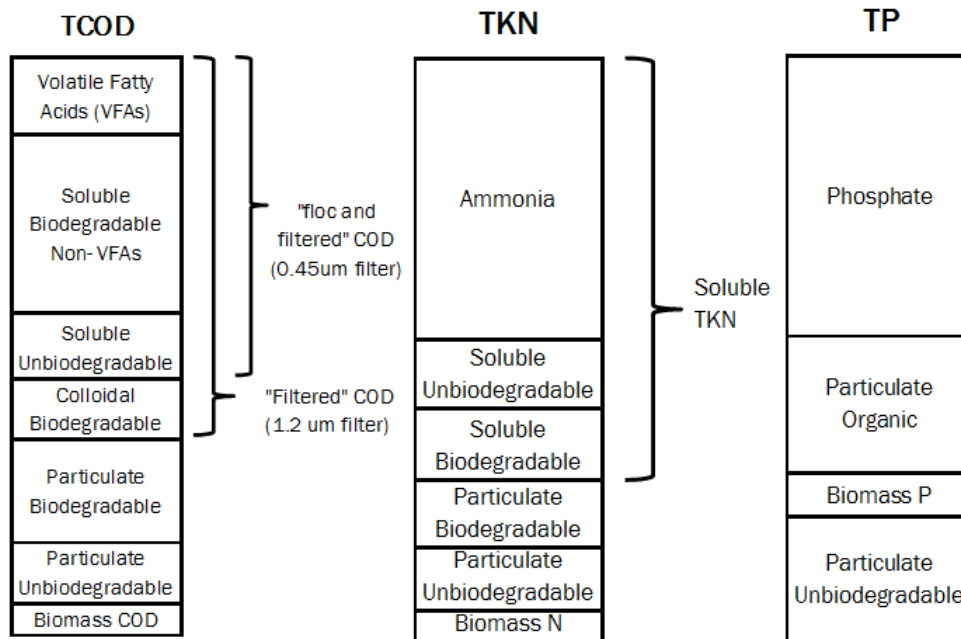 TCOD
Volatile Fatty
Acids (VFAs)
Soluble
Biodegradable
Non-VFAs
Soluble
Unbiodegradable
Colloidal
Biodegradable
Particulate
Biodegradable
Particulate
Unbiodegradable
Biomass COD
"floc and
filtered" COD
(0.45um filter)
"Filtered" COD
(1.2 um filter)
TKN
Ammonia
Soluble
Unbiodegradable
Soluble
Biodegradable
Particulate
Biodegradable
Particulate
Unbiodegradable
Biomass N
Soluble
TKN
TP
Phosphate
Particulate
Organic
Biomass P
Particulate
Unbiodegradable